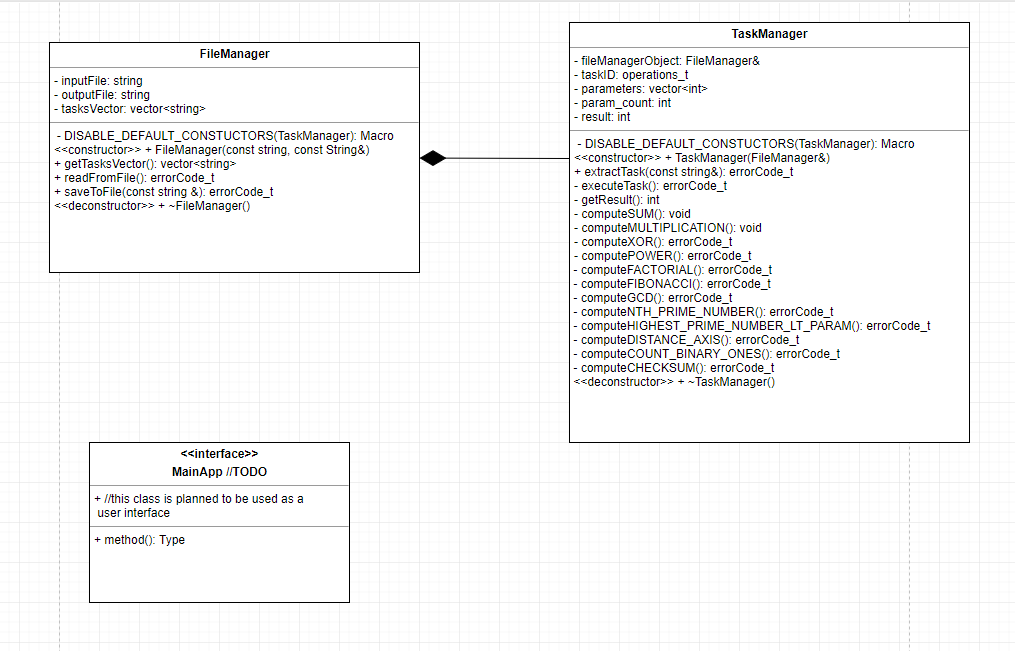 FileManager
- inputFile: string
- outputFile: string
- tasksVector: vector<string>
- DISABLE_DEFAULT_CONSTUCTORS(TaskManager): Macro
<<constructor>> + FileManager(const string, const String&)
+ getTasksVector(): vector<string>
+ readFromFile(): errorCode_t
+ saveToFile(const string &): errorCode_t
<<deconstructor>> + ~FileManager()
TaskManager
- fileManagerObject: FileManager&
- taskID: operations_t
- parameters: vector<int>
- param_count: int
- result: int
- DISABLE_DEFAULT_CONSTUCTORS(TaskManager): Macro
<<constructor>> + TaskManager(FileManager&)
+ extractTask(const string&): errorCode_t
- executeTask(): errorCode_t
- getResult(): int
- computeSUM(): void
- computeMULTIPLICATION(): void
- computeXOR(): errorCode_t
- computePOWER(): errorCode_t
- computeFACTORIAL(): errorCode_t
- computeFIBONACCI(): errorCode_t
- computeGCD(): errorCode_t
- computeNTH_PRIME_NUMBER(): errorCode_t
- computeHIGHEST_PRIME_NUMBER_LT_PARAM(): errorCode_t
- computeDISTANCE_AXIS(): errorCode_t
- computeCOUNT_BINARY_ONES(): errorCode_t
- computeCHECKSUM(): errorCode_t
<<deconstructor>> + ~TaskManager()
<<interface>>
MainApp //TODO
+ //this class is planned to be used as a
user interface
+ method(): Type